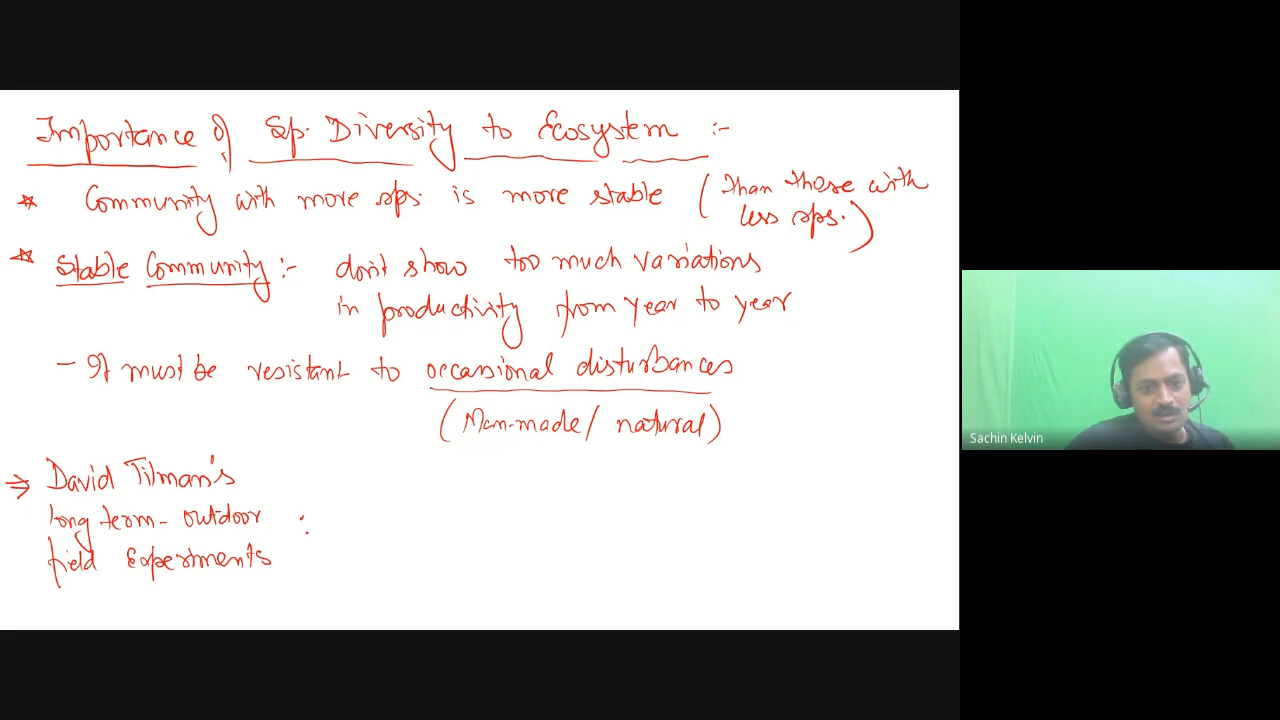 Importance of Sp. Diversity to Ecosystem :-
* Community with more sps. is more stable (than those with
less sps.)
* Stable Community :- don't show too much variations
in productivity from year to year
- It must be resistant to occassional disturbances
(Man-made/ natural)
⇒ David Tilman's
long term - outdoor :
field Experiments
Sachin Kelvin